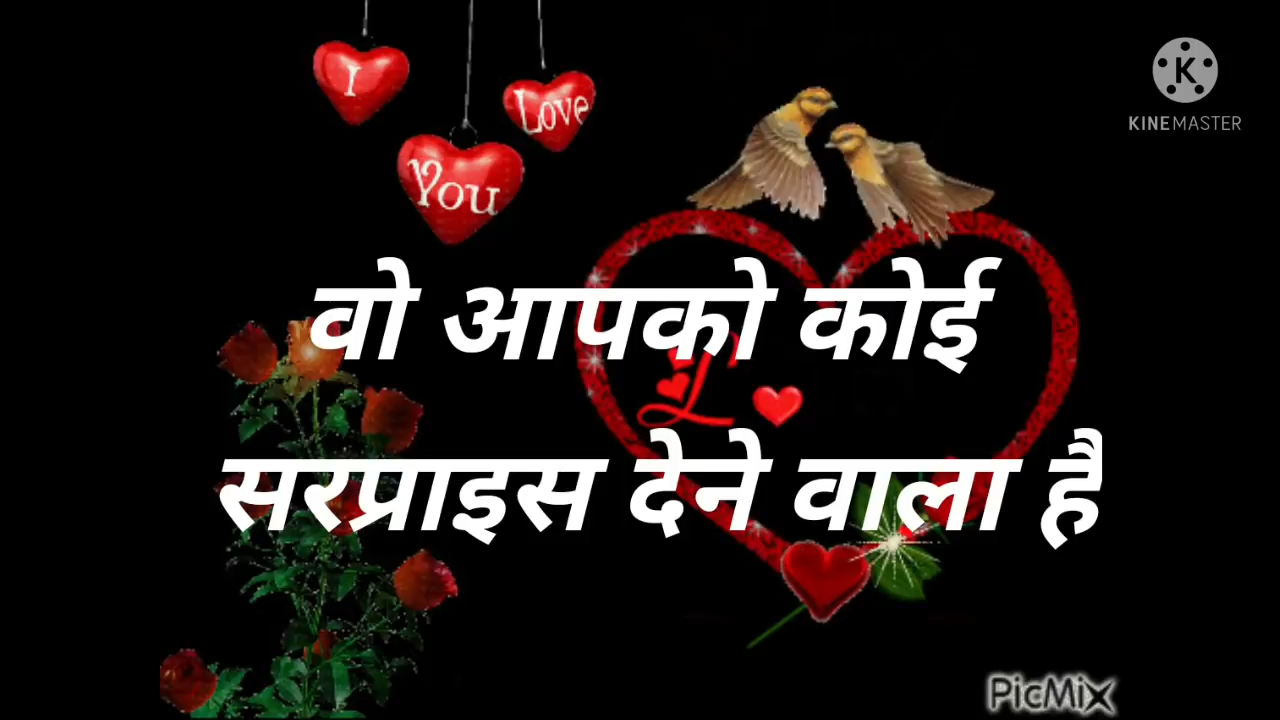 I
Love
You
KINEMASTER
वो आपको कोई
L
सरप्राइस देने वाला है
PicMix